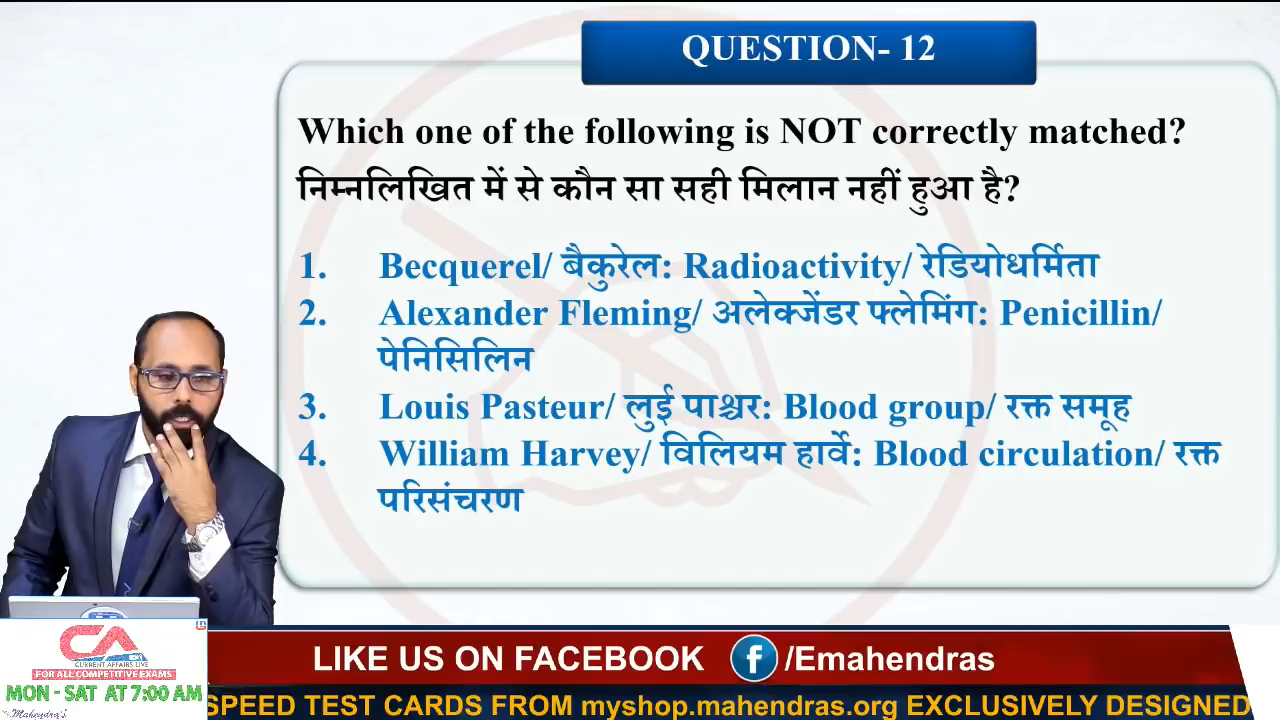 QUESTION- 12
Which one of the following is NOT correctly matched?
निम्नलिखित में से कौन सा सही मिलान नहीं हुआ है?
1. Becquerel/ बैकुरेल: Radioactivity/ रेडियोधर्मिता
2. Alexander Fleming/ अलेक्जेंडर फ्लेमिंग: Penicillin/
पेनिसिलिन
3. Louis Pasteur/ लुई पाश्चर: Blood group/ रक्त समूह
4. William Harvey/ विलियम हार्वे: Blood circulation/ रक्त
परिसंचरण
CA
CURRENT AFFAIRS LIVE
FOR ALL COMPETITIVE EXAMS
MON - SAT AT 7:00 AM
Mahendra's
LIKE US ON FACEBOOK f /Emahendras
SPEED TEST CARDS FROM myshop.mahendras.org EXCLUSIVELY DESIGNED